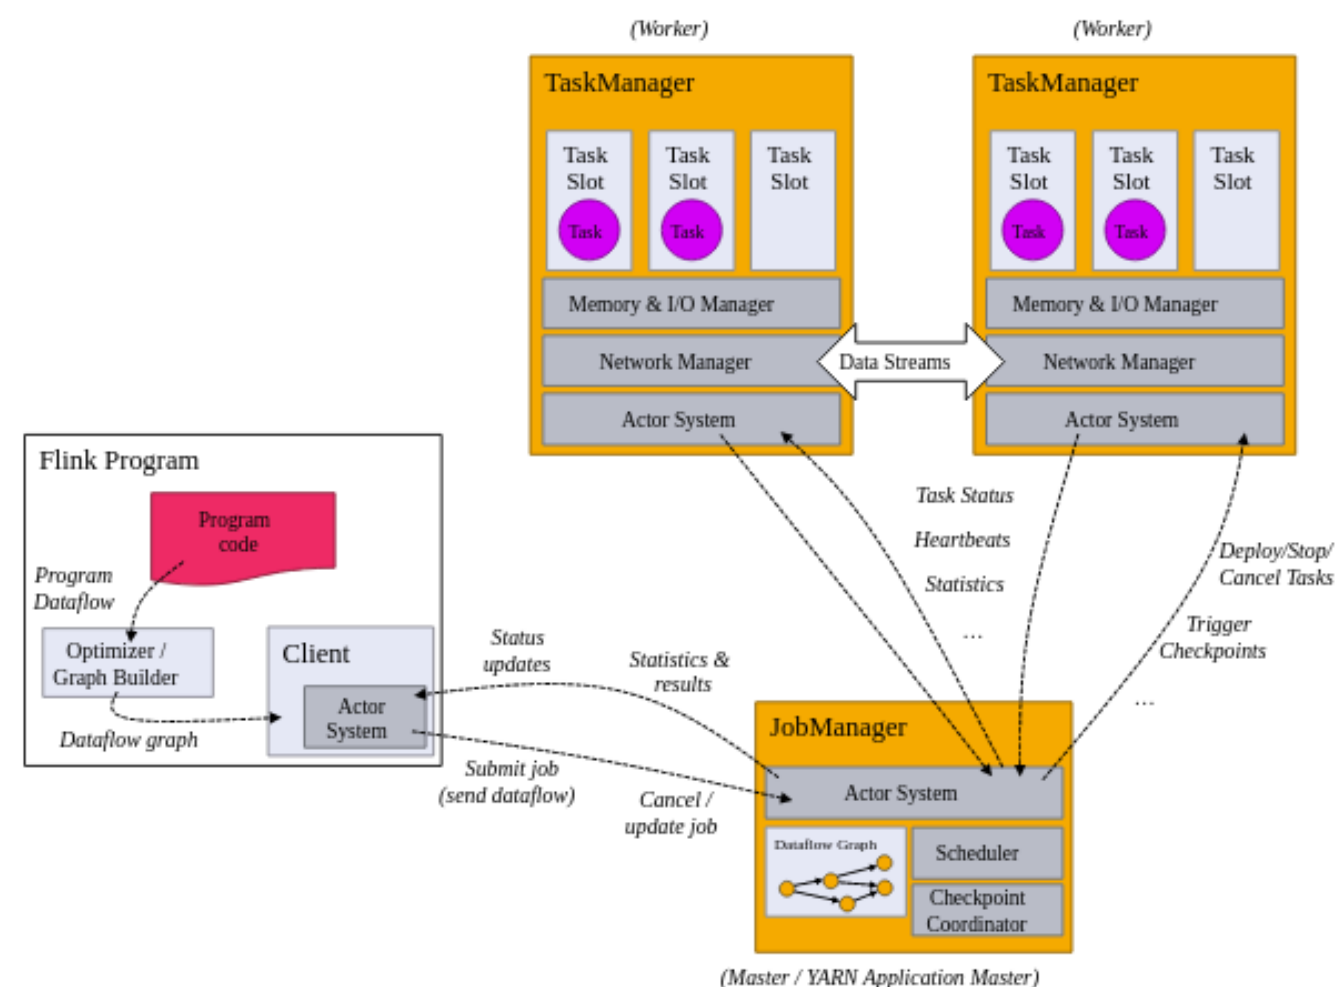 (Worker)
(Worker)
TaskManager
TaskManager
Task
Slot
Task
Task
Slot
Task
Task
Slot
Task
Slot
Task
Task
Slot
Task
Task
Slot
Memory & I/O Manager
Memory & I/O Manager
Network Manager
Data Streams
Network Manager
Actor System
Actor System
Flink Program
Program
code
Program
Dataflow
Optimizer /
Graph Builder
Dataflow graph
Client
Actor
System
Status
updates
Statistics &
results
Submit job
(send dataflow)
Cancel /
update job
Task Status
Heartbeats
Statistics
...
Deploy/Stop/
Cancel Tasks
Trigger
Checkpoints
...
JobManager
Actor System
Dataflow Graph
Scheduler
Checkpoint
Coordinator
(Master / YARN Application Master)